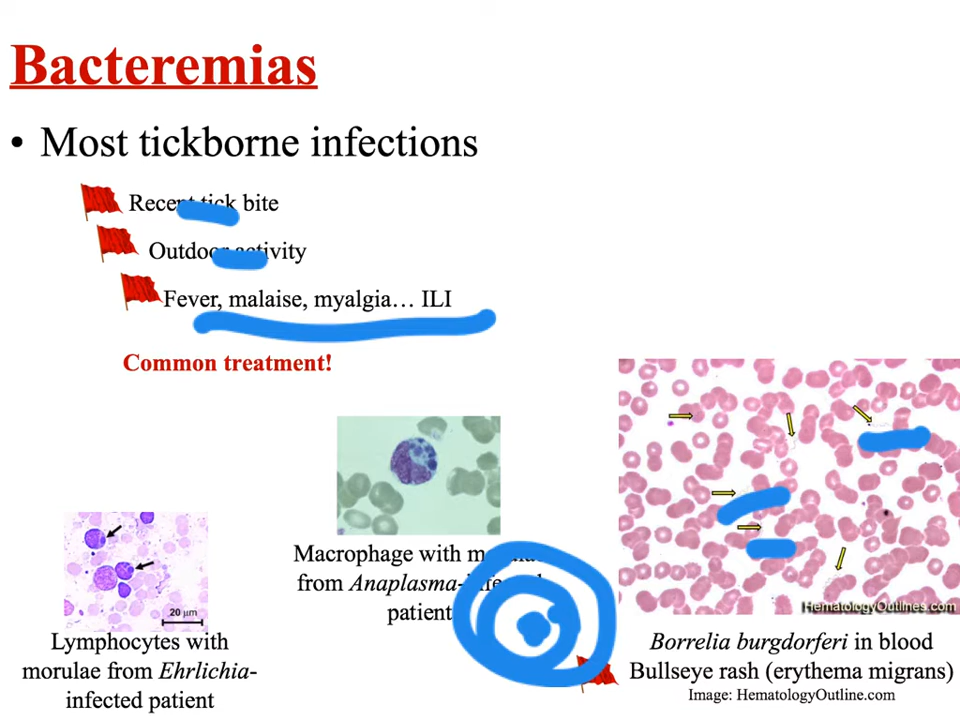 Bacteremias
• Most tickborne infections
Recent tick bite
Outdoor activity
Fever, malaise, myalgia… ILI
Common treatment!
20 μm
Lymphocytes with
morulae from Ehrlichia-
infected patient
Macrophage with morulae
from Anaplasma-infected
patient
HematologyOutlines.com
Borrelia burgdorferi in blood
Bullseye rash (erythema migrans)
Image: HematologyOutline.com